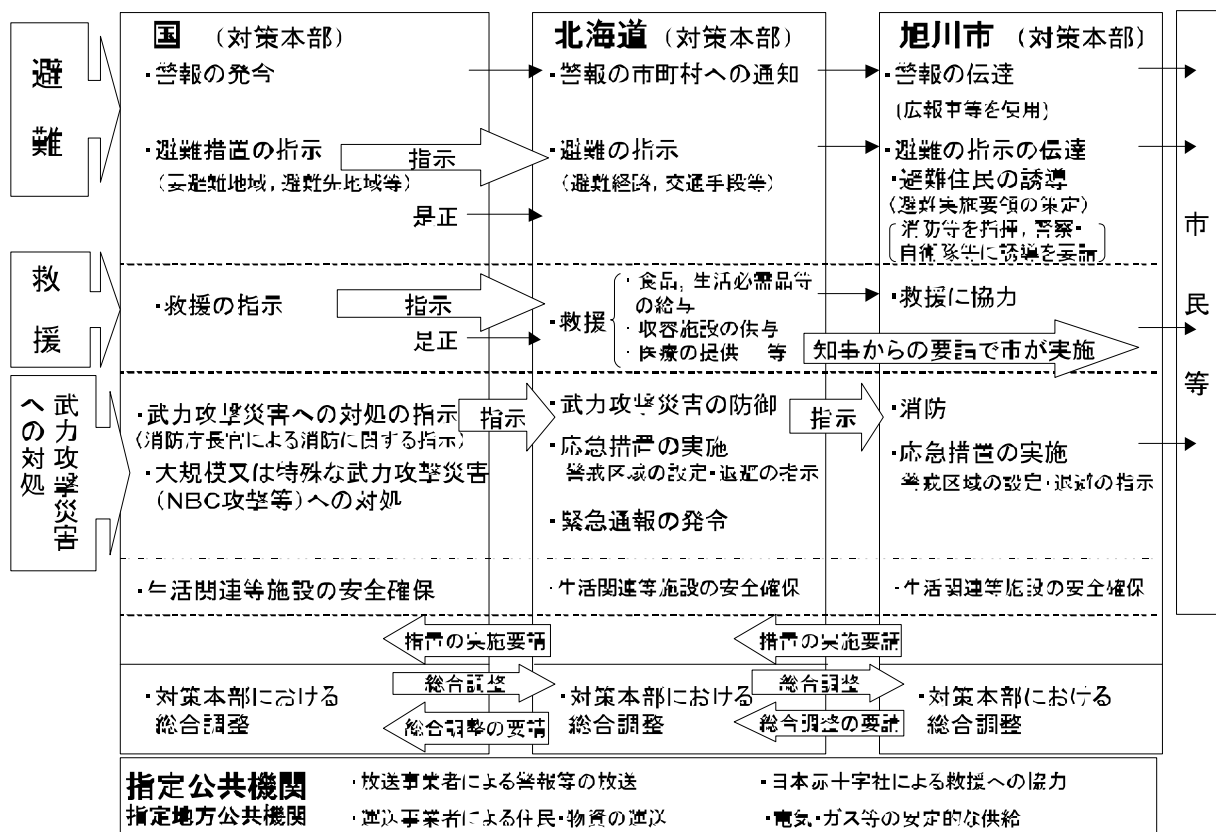 避難
救援
武力攻撃災害への対処
国 （対策本部）
・警報の発令
・避難措置の指示
（要避難地域，避難先地域等）
指示
是正
・救援の指示
指示
是正
・武力攻撃災害への対処の指示
（消防庁長官による消防に関する指示）
・大規模又は特殊な武力攻撃災害
（NBC攻撃等）への対処
指示
・生活関連等施設の安全確保
措置の実施要請
・対策本部における
総合調整
総合調整
総合調整の要請
北海道 （対策本部）
・警報の市町村への通知
・避難の指示
（避難経路，交通手段等）
・救援
・食品，生活必需品等
の給与
・収容施設の供与
・医療の提供 等
知事からの要請で市が実施
・武力攻撃災害の防御
・応急措置の実施
警戒区域の設定・退避の指示
・緊急通報の発令
指示
・生活関連等施設の安全確保
措置の実施要請
・対策本部における
総合調整
総合調整
総合調整の要請
旭川市 （対策本部）
・警報の伝達
（広報車等を使用）
・避難の指示の伝達
・避難住民の誘導
（避難実施要領の策定）
消防等を指揮，警察・
自衛隊等に誘導を要請
・救援に協力
・消防
・応急措置の実施
警戒区域の設定・退避の指示
・生活関連等施設の安全確保
・対策本部における
総合調整
市民等
指定公共機関
指定地方公共機関
・放送事業者による警報等の放送
・運送事業者による住民・物資の運送
・日本赤十字社による救援への協力
・電気・ガス等の安定的な供給